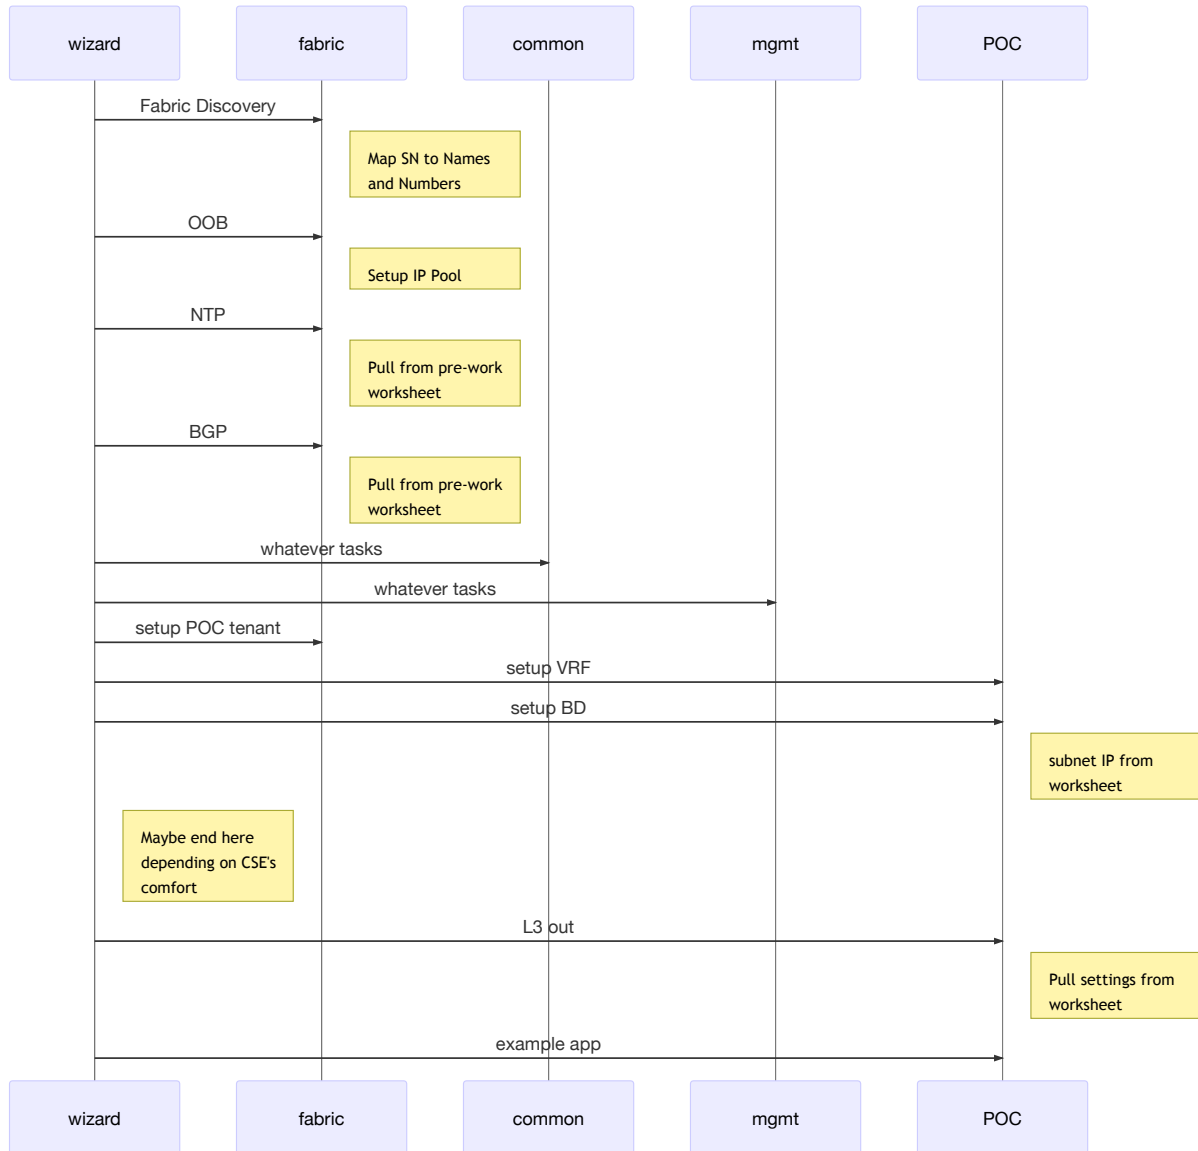 wizard
fabric
common
mgmt
POC
Fabric Discovery
Map SN to Names
and Numbers
OOB
Setup IP Pool
NTP
Pull from pre-work
worksheet
BGP
Pull from pre-work
worksheet
whatever tasks
whatever tasks
setup POC tenant
setup VRF
setup BD
subnet IP from
worksheet
Maybe end here
depending on CSE's
comfort
L3 out
Pull settings from
worksheet
example app
wizard
fabric
common
mgmt
POC